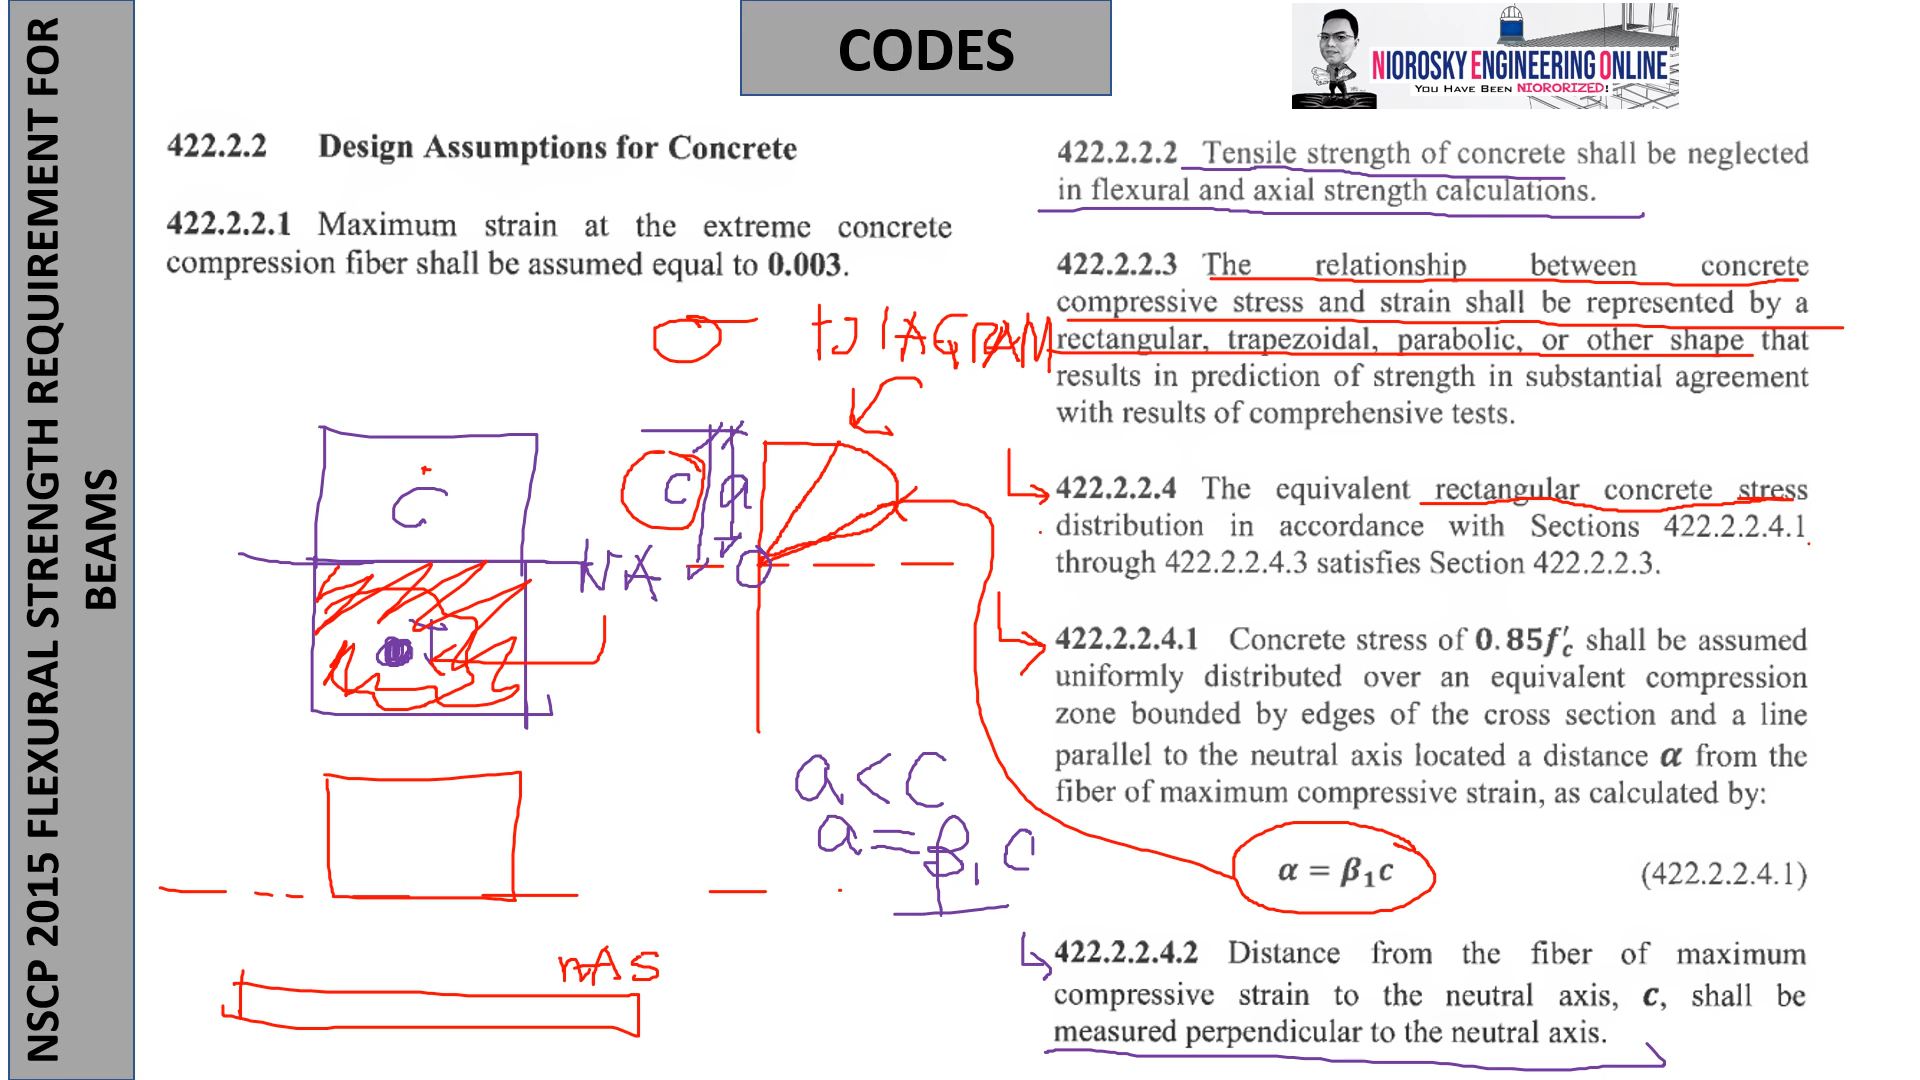 NSCP 2015 FLEXURAL STRENGTH REQUIREMENT FOR
BEAMS
CODES
NIOROSKY ENGINEERING ONLINE
YOU HAVE BEEN NIORORIZED!
422.2.2 Design Assumptions for Concrete
422.2.2.1 Maximum strain at the extreme concrete
compression fiber shall be assumed equal to 0.003.
DIAGRAM
C
c
a
NA
a < C
a = β₁ C
nAS
422.2.2.2 Tensile strength of concrete shall be neglected
in flexural and axial strength calculations.
422.2.2.3 The relationship between concrete
compressive stress and strain shall be represented by a
rectangular, trapezoidal, parabolic, or other shape that
results in prediction of strength in substantial agreement
with results of comprehensive tests.
422.2.2.4 The equivalent rectangular concrete stress
distribution in accordance with Sections 422.2.2.4.1
through 422.2.2.4.3 satisfies Section 422.2.2.3.
422.2.2.4.1 Concrete stress of 0.85f′c shall be assumed
uniformly distributed over an equivalent compression
zone bounded by edges of the cross section and a line
parallel to the neutral axis located a distance α from the
fiber of maximum compressive strain, as calculated by:
α = β₁c (422.2.2.4.1)
422.2.2.4.2 Distance from the fiber of maximum
compressive strain to the neutral axis, c, shall be
measured perpendicular to the neutral axis.